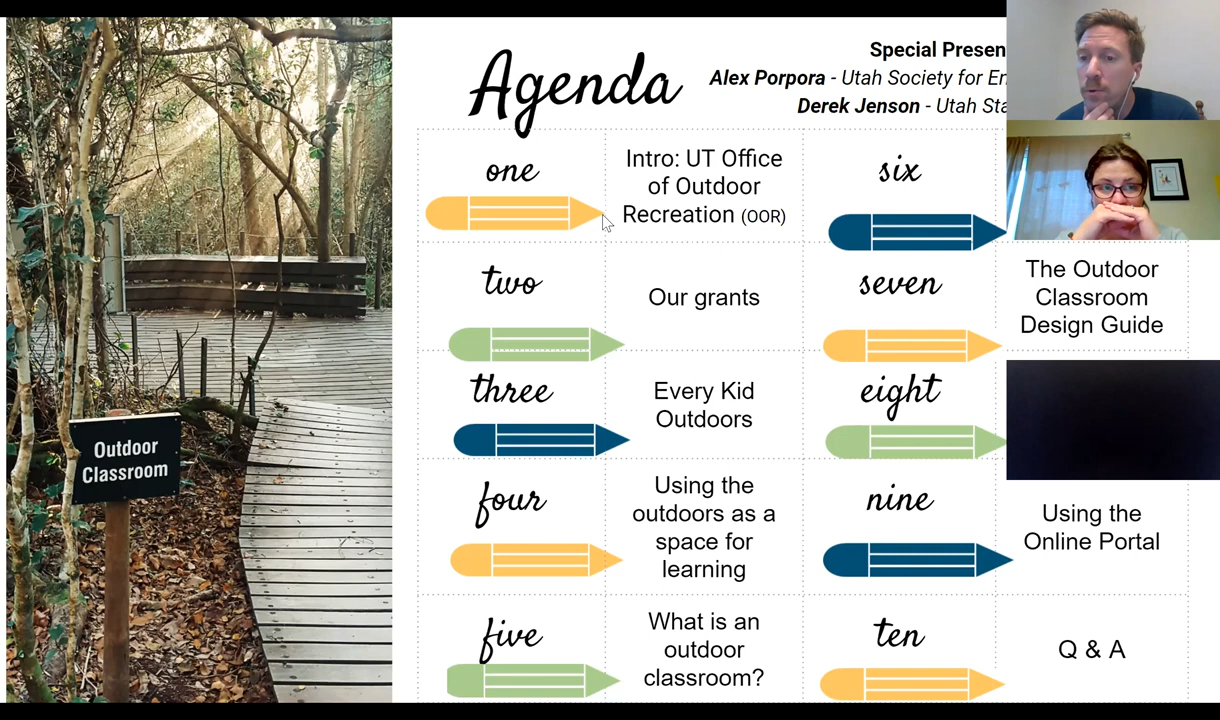 Agenda
Special Presen
Alex Porpora - Utah Society for En
Derek Jenson - Utah Sta
one
Intro: UT Office
of Outdoor
Recreation (OOR)
two
Our grants
three
Every Kid
Outdoors
four
Using the
outdoors as a
space for
learning
five
What is an
outdoor
classroom?
six
seven
The Outdoor
Classroom
Design Guide
eight
nine
Using the
Online Portal
ten
Q & A
Outdoor
Classroom